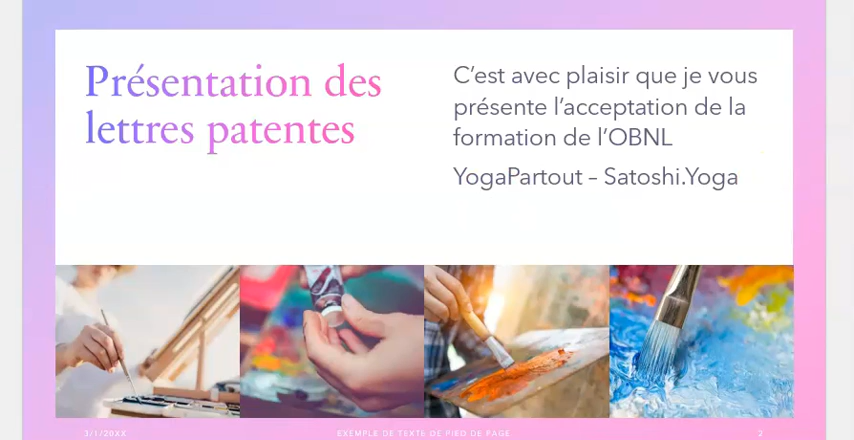 Présentation des
lettres patentes
C’est avec plaisir que je vous
présente l’acceptation de la
formation de l’OBNL
YogaPartout – Satoshi.Yoga
3/1/20XX
EXEMPLE DE TEXTE DE PIED DE PAGE
2